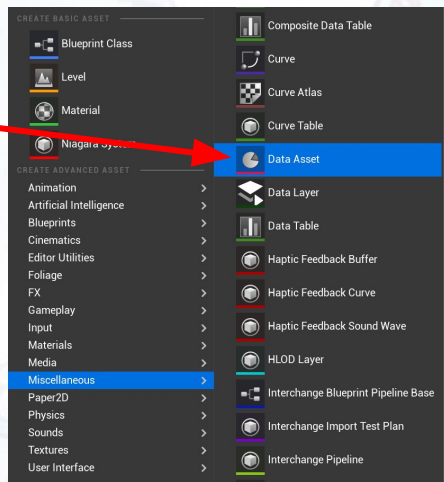 CREATE BASIC ASSET
Blueprint Class
Level
Material
Niagara System
CREATE ADVANCED ASSET
Animation
Artificial Intelligence
Blueprints
Cinematics
Editor Utilities
Foliage
FX
Gameplay
Input
Materials
Media
Miscellaneous
Paper2D
Physics
Sounds
Textures
User Interface
Composite Data Table
Curve
Curve Atlas
Curve Table
Data Asset
Data Layer
Data Table
Haptic Feedback Buffer
Haptic Feedback Curve
Haptic Feedback Sound Wave
HLOD Layer
Interchange Blueprint Pipeline Base
Interchange Import Test Plan
Interchange Pipeline